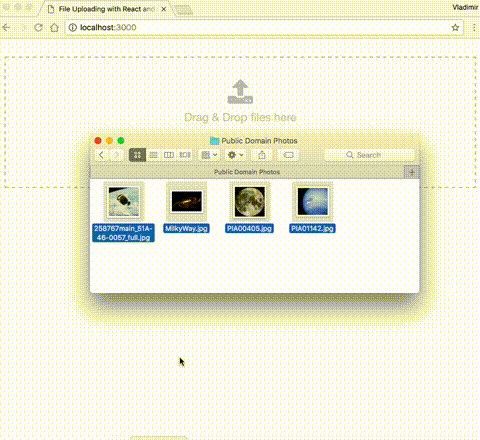 File Uploading with React and
Vladimir
localhost:3000
Drag & Drop files here
Public Domain Photos
Search
Public Domain Photos
258767main_51A-
46-0057_full.jpg
MilkyWay.jpg
PIA00405.jpg
PIA01142.jpg